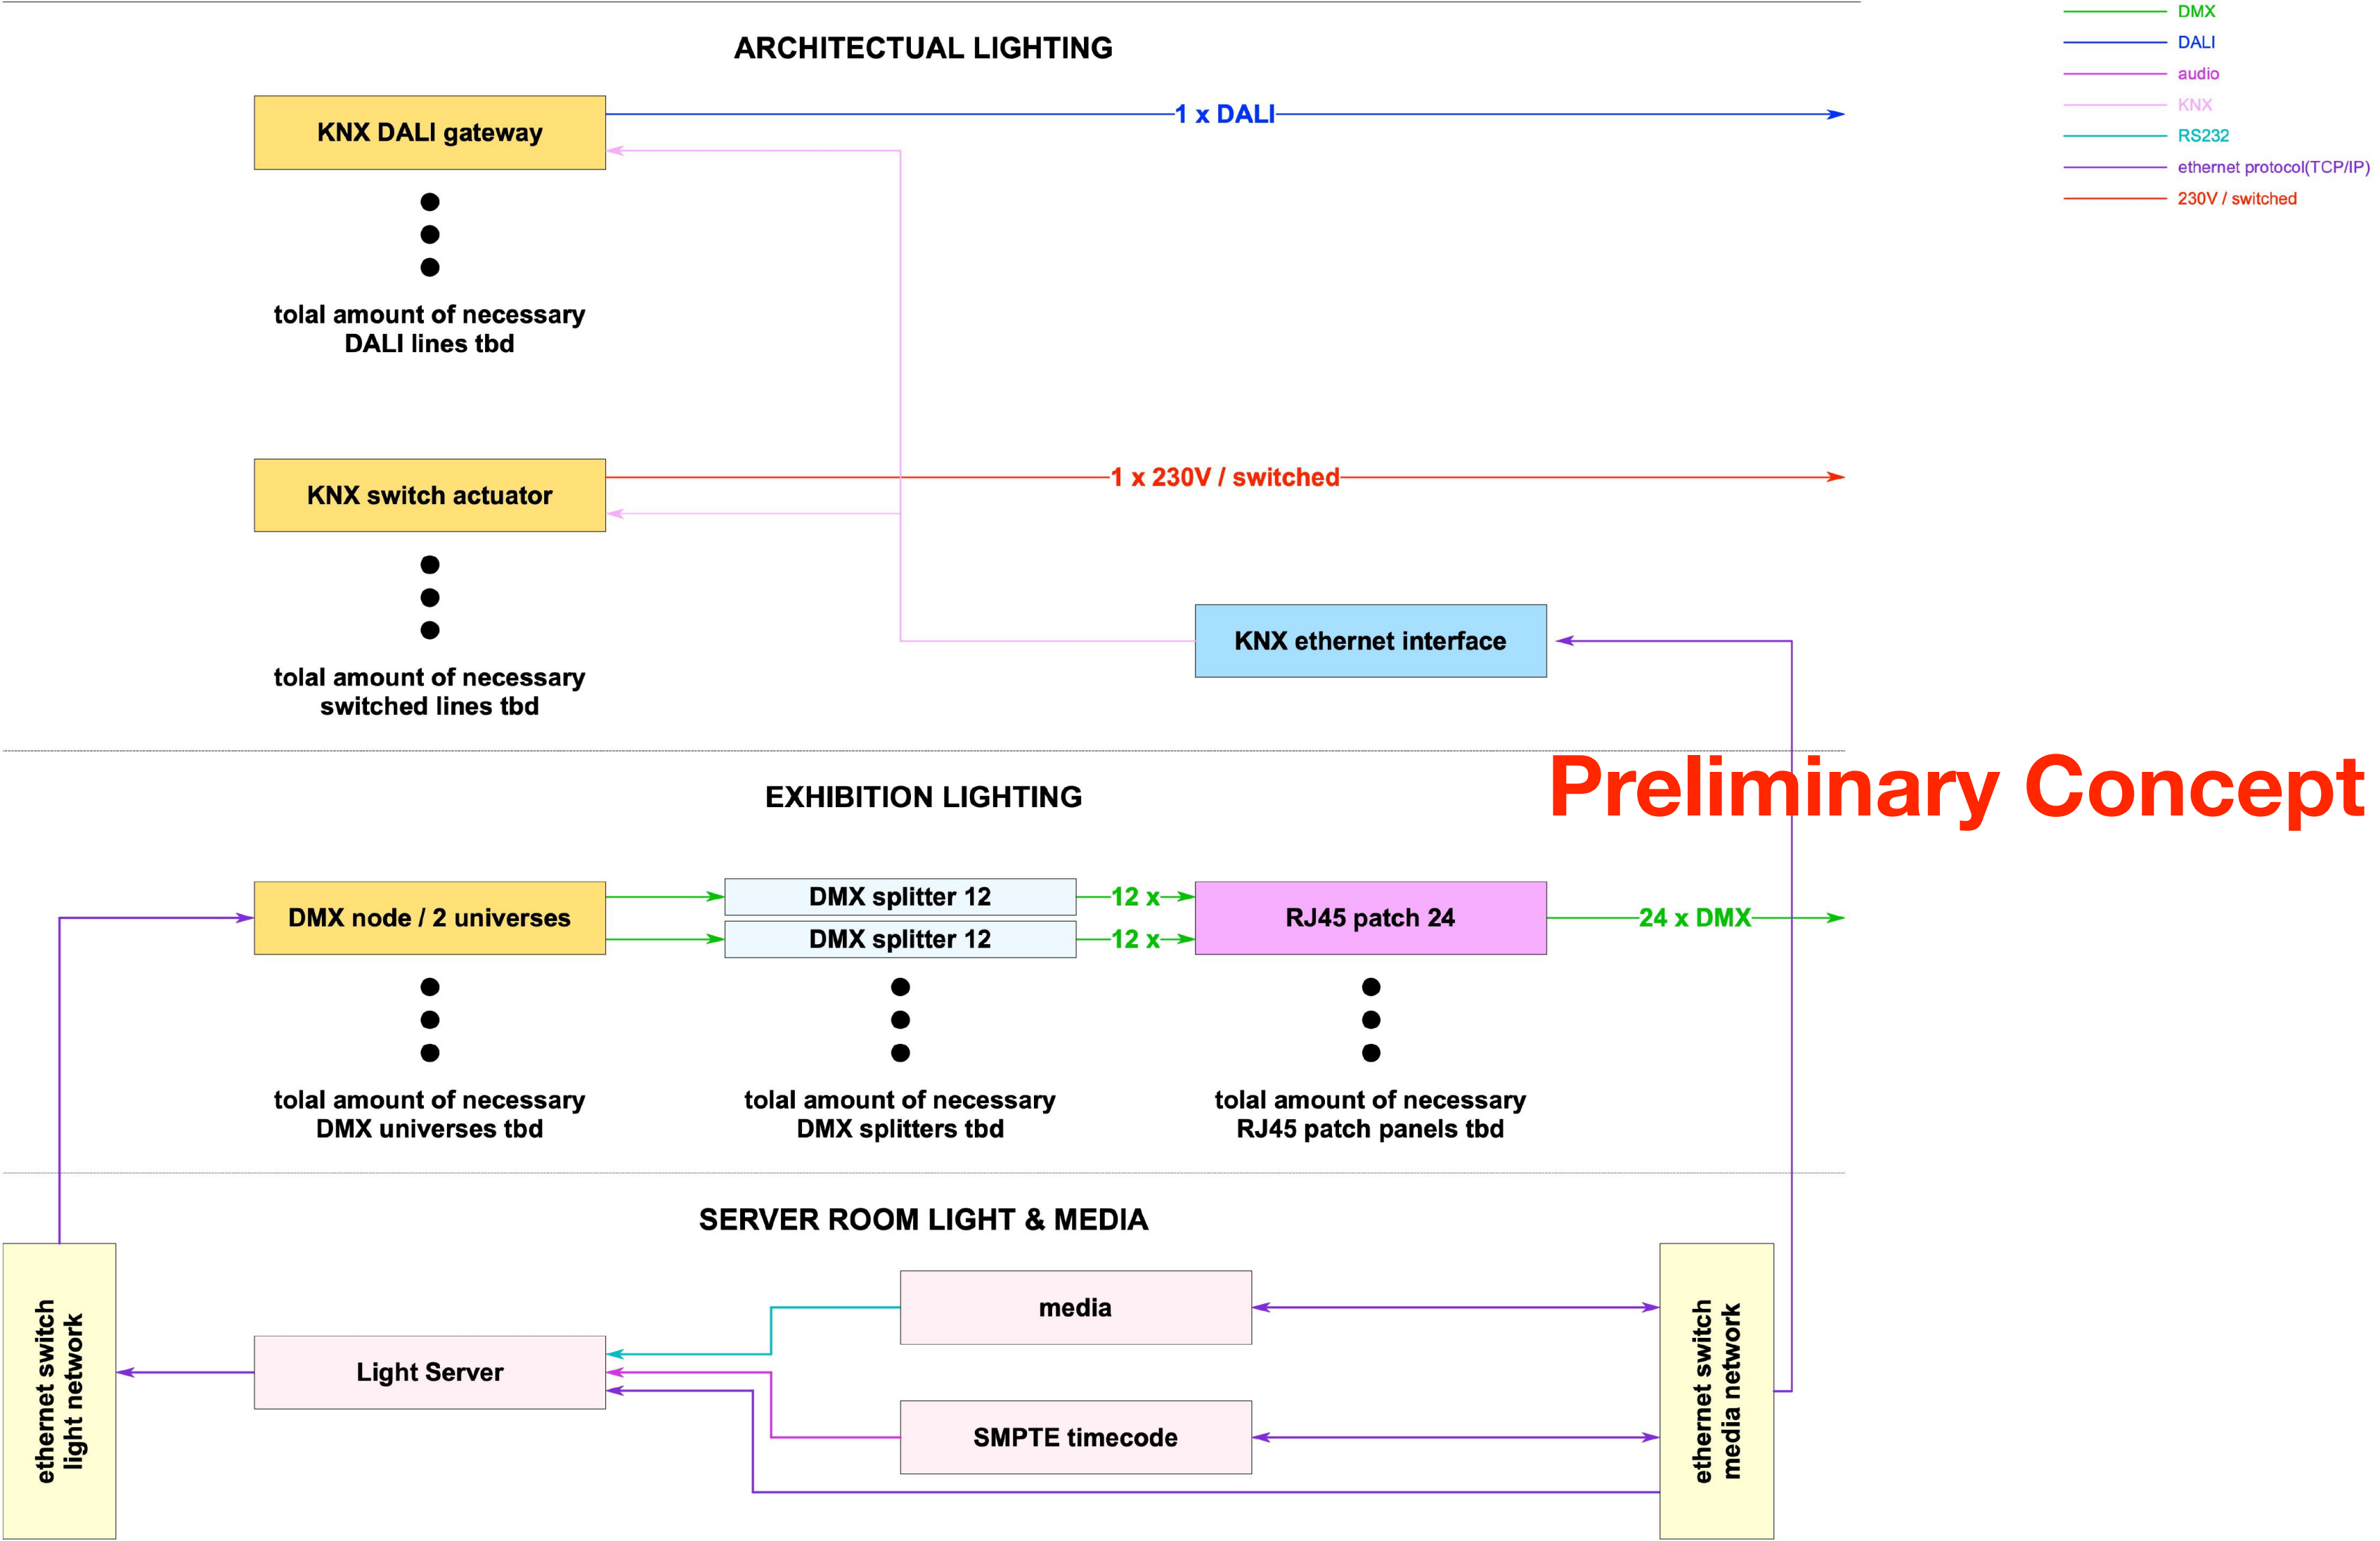 ARCHITECTUAL LIGHTING
DMX
DALI
audio
KNX
RS232
ethernet protocol(TCP/IP)
230V / switched
KNX DALI gateway
1 x DALI
tolal amount of necessary
DALI lines tbd
KNX switch actuator
1 x 230V / switched
tolal amount of necessary
switched lines tbd
KNX ethernet interface
Preliminary Concept
EXHIBITION LIGHTING
DMX node / 2 universes
DMX splitter 12
12 x
DMX splitter 12
12 x
RJ45 patch 24
24 x DMX
tolal amount of necessary
DMX universes tbd
tolal amount of necessary
DMX splitters tbd
tolal amount of necessary
RJ45 patch panels tbd
SERVER ROOM LIGHT & MEDIA
ethernet switch
light network
Light Server
media
SMPTE timecode
ethernet switch
media network